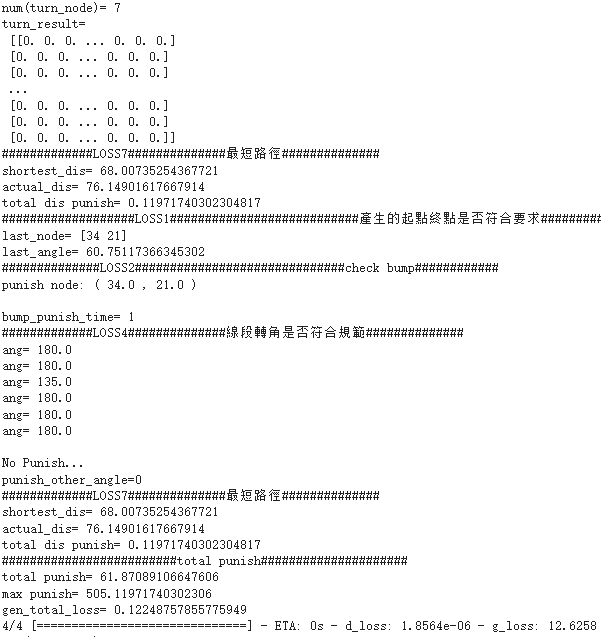 num(turn_node)= 7
turn_result=
[[0. 0. 0. ... 0. 0. 0.]
[0. 0. 0. ... 0. 0. 0.]
[0. 0. 0. ... 0. 0. 0.]
...
[0. 0. 0. ... 0. 0. 0.]
[0. 0. 0. ... 0. 0. 0.]
[0. 0. 0. ... 0. 0. 0.]]
#############LOSS7##############最短路徑##############
shortest_dis= 68.00735254367721
actual_dis= 76.14901617667914
total dis punish= 0.11971740302304817
###################LOSS1###########################產生的起點終點是否符合要求#########
last_node= [34 21]
last_angle= 60.75117366345302
#############LOSS2##############################check bump############
punish node: ( 34.0 , 21.0 )
bump_punish_time= 1
#############LOSS4##############線段轉角是否符合規範##############
ang= 180.0
ang= 180.0
ang= 135.0
ang= 180.0
ang= 180.0
ang= 180.0
No Punish...
punish_other_angle=0
#############LOSS7##############最短路徑##############
shortest_dis= 68.00735254367721
actual_dis= 76.14901617667914
total dis punish= 0.11971740302304817
#########################total punish#####################
total punish= 61.87089106647606
max punish= 505.11971740302306
gen_total_loss= 0.12248757855775949
4/4 [==============================] - ETA: 0s - d_loss: 1.8564e-06 - g_loss: 12.6258